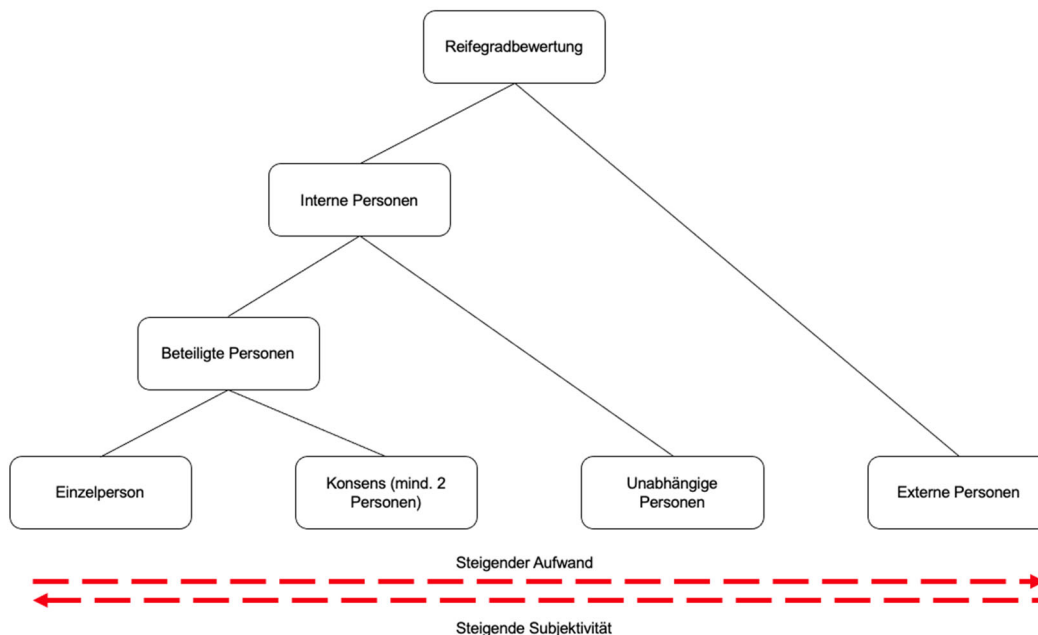 Reifegradbewertung
Interne Personen
Beteiligte Personen
Einzelperson
Konsens (mind. 2
Personen)
Unabhängige
Personen
Externe Personen
Steigender Aufwand
Steigende Subjektivität